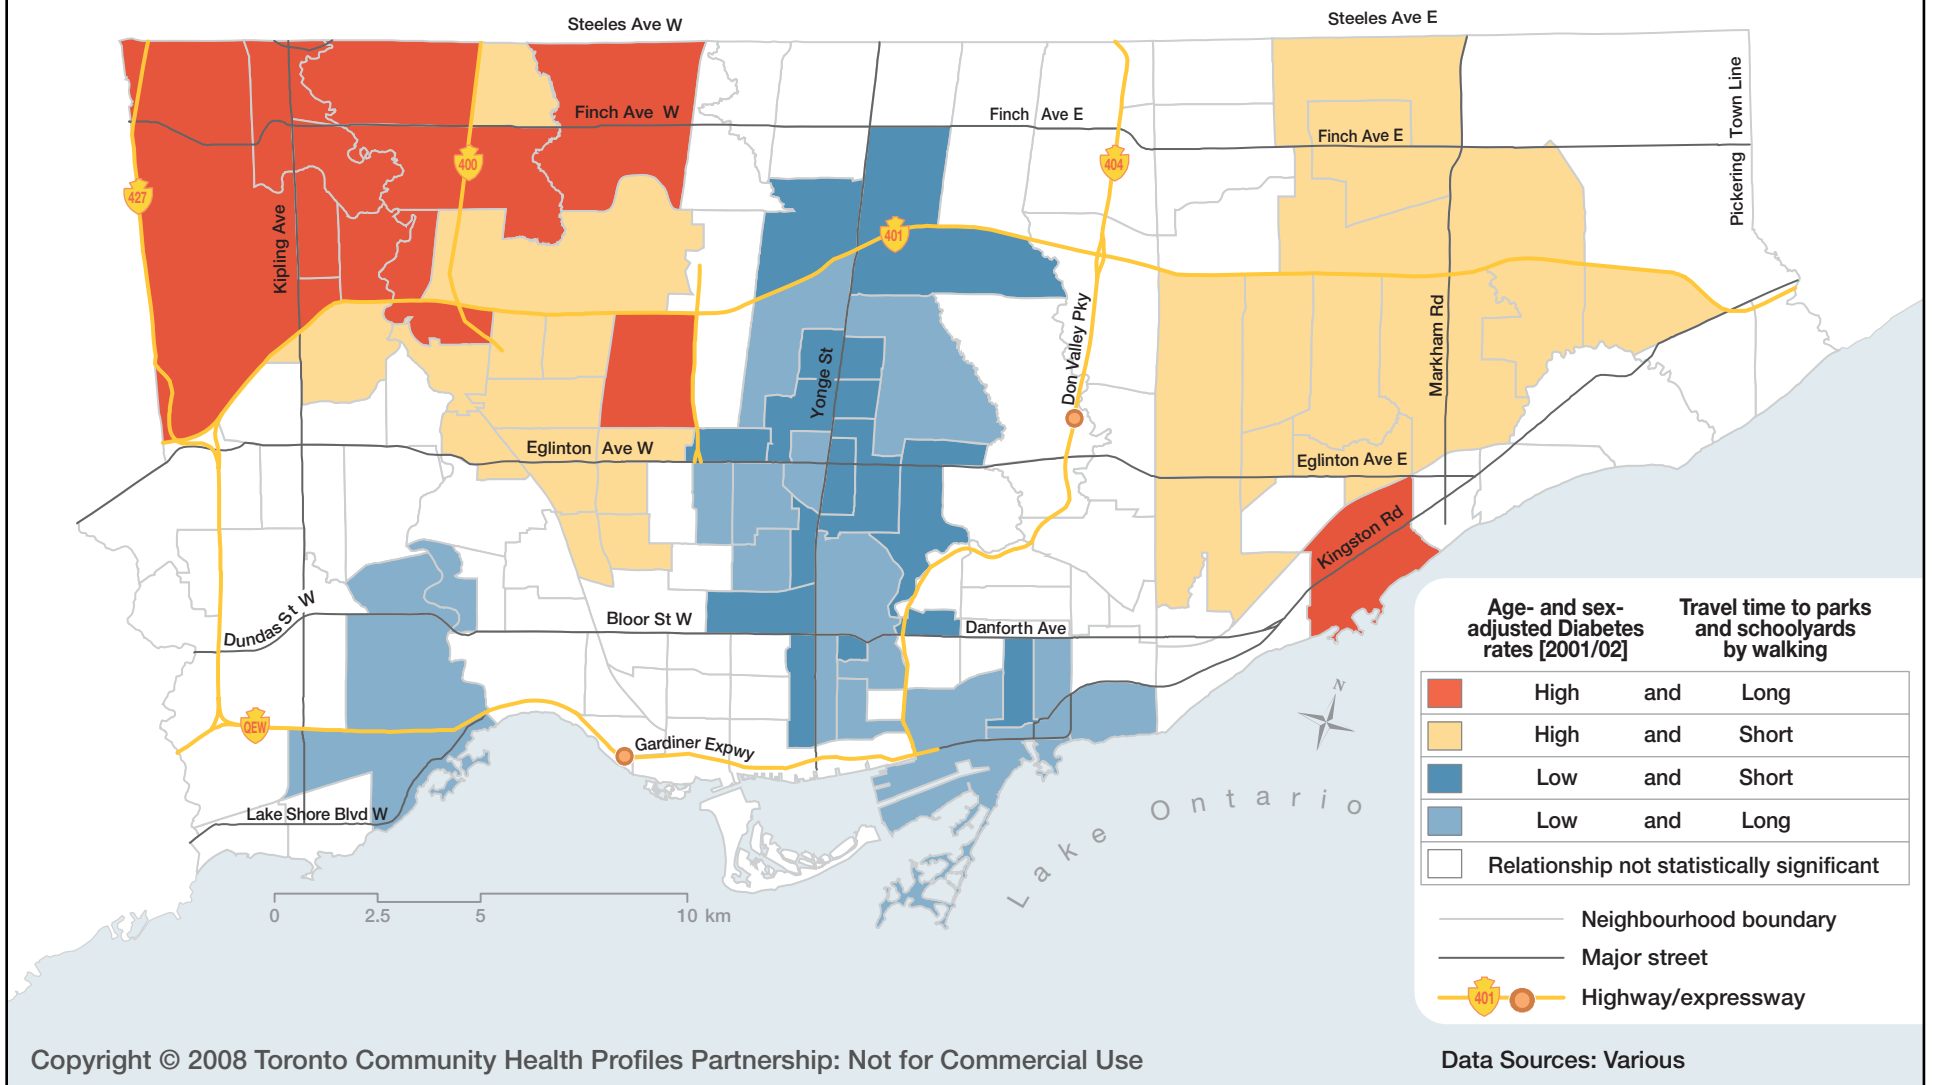 Steeles Ave W
Steeles Ave E
Finch Ave W
Finch Ave E
Finch Ave E
Pickering Town Line
400
404
427
401
Kipling Ave
Yonge St
Don Valley Pky
Markham Rd
Eglinton Ave W
Eglinton Ave E
Kingston Rd
Dundas St W
Bloor St W
Danforth Ave
QEW
Gardiner Expwy
Lake Shore Blvd W
N
Lake Ontario
0 2.5 5 10 km
Age- and sex-
adjusted Diabetes
rates [2001/02]
Travel time to parks
and schoolyards
by walking
High and Long
High and Short
Low and Short
Low and Long
Relationship not statistically significant
Neighbourhood boundary
Major street
401 Highway/expressway
Copyright © 2008 Toronto Community Health Profiles Partnership: Not for Commercial Use
Data Sources: Various